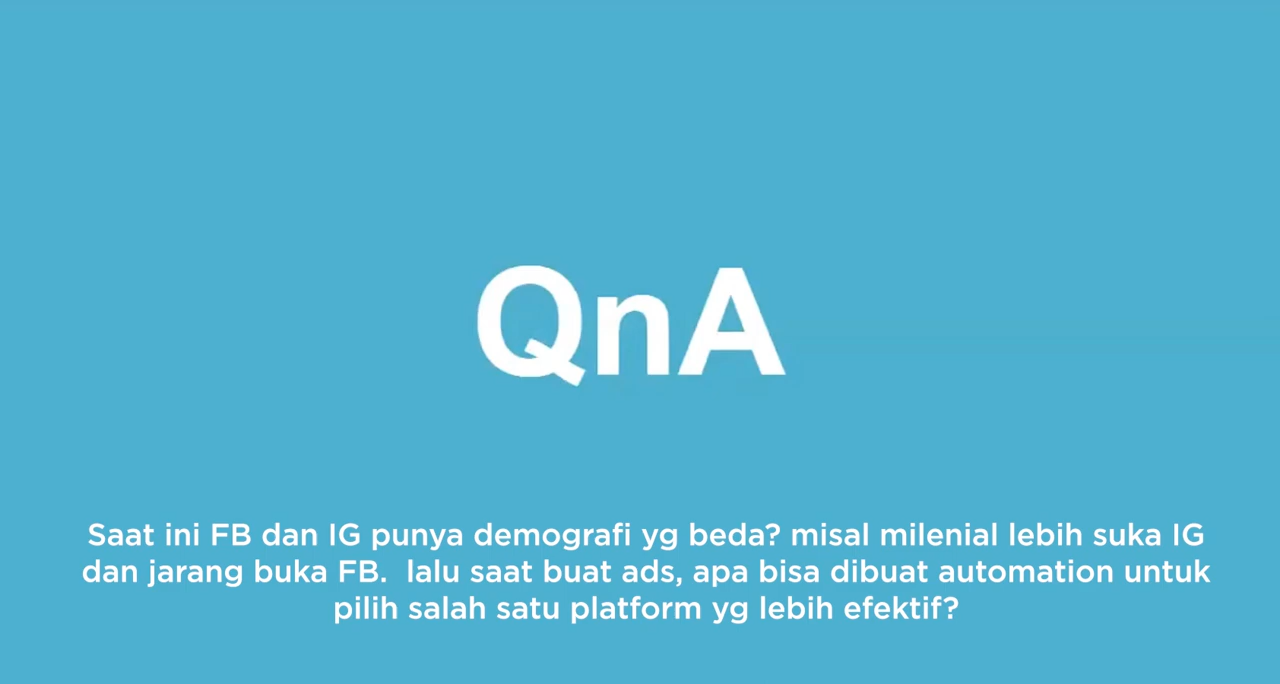 QnA
Saat ini FB dan IG punya demografi yg beda? misal milenial lebih suka IG
dan jarang buka FB.  lalu saat buat ads, apa bisa dibuat automation untuk
pilih salah satu platform yg lebih efektif?